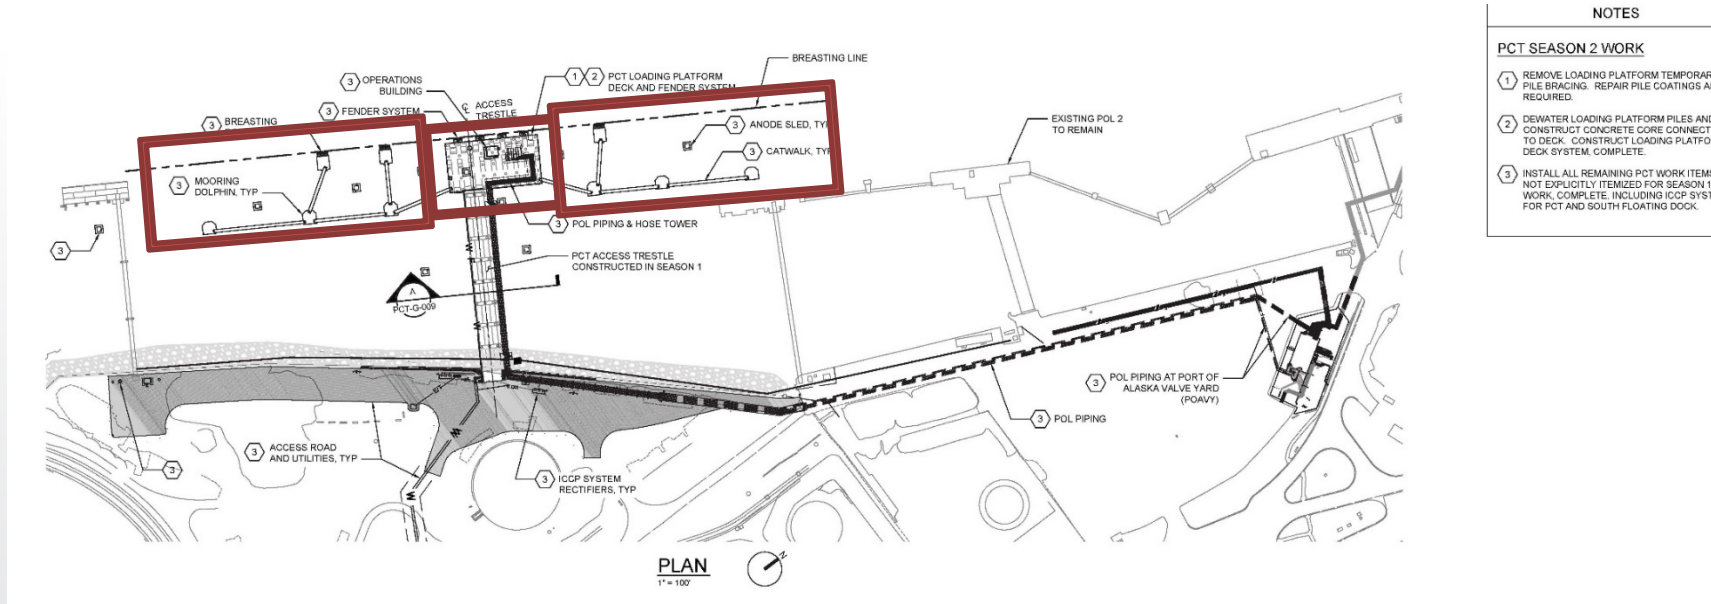 BREASTING LINE
3 OPERATIONS
BUILDING
1 2 PCT LOADING PLATFORM
DECK AND FENDER SYSTEM
3 FENDER SYSTEM
ACCESS
TRESTLE
3 BREASTING
3 ANODE SLED, TY
3 CATWALK, TY
EXISTING POL 2
TO REMAIN
3 MOORING
DOLPHIN, TYP
3 POL PIPING & HOSE TOWER
3
3
PCT ACCESS TRESTLE
CONSTRUCTED IN SEASON 1
A
PCT-G-009
3 POL PIPING AT PORT OF
ALASKA VALVE YARD
(POAVY)
3 POL PIPING
3 ACCESS ROAD
AND UTILITIES, TYP
3
W
W
W
W
3 ICCP SYSTEM
RECTIFIERS, TYP
PLAN
1" = 100'
N
NOTES
PCT SEASON 2 WORK
1 REMOVE LOADING PLATFORM TEMPORAR
PILE BRACING. REPAIR PILE COATINGS A
REQUIRED.
2 DEWATER LOADING PLATFORM PILES AND
CONSTRUCT CONCRETE CORE CONNECT
TO DECK. CONSTRUCT LOADING PLATFO
DECK SYSTEM, COMPLETE.
3 INSTALL ALL REMAINING PCT WORK ITEMS
NOT EXPLICITLY ITEMIZED FOR SEASON 1
WORK, COMPLETE, INCLUDING ICCP SYST
FOR PCT AND SOUTH FLOATING DOCK.